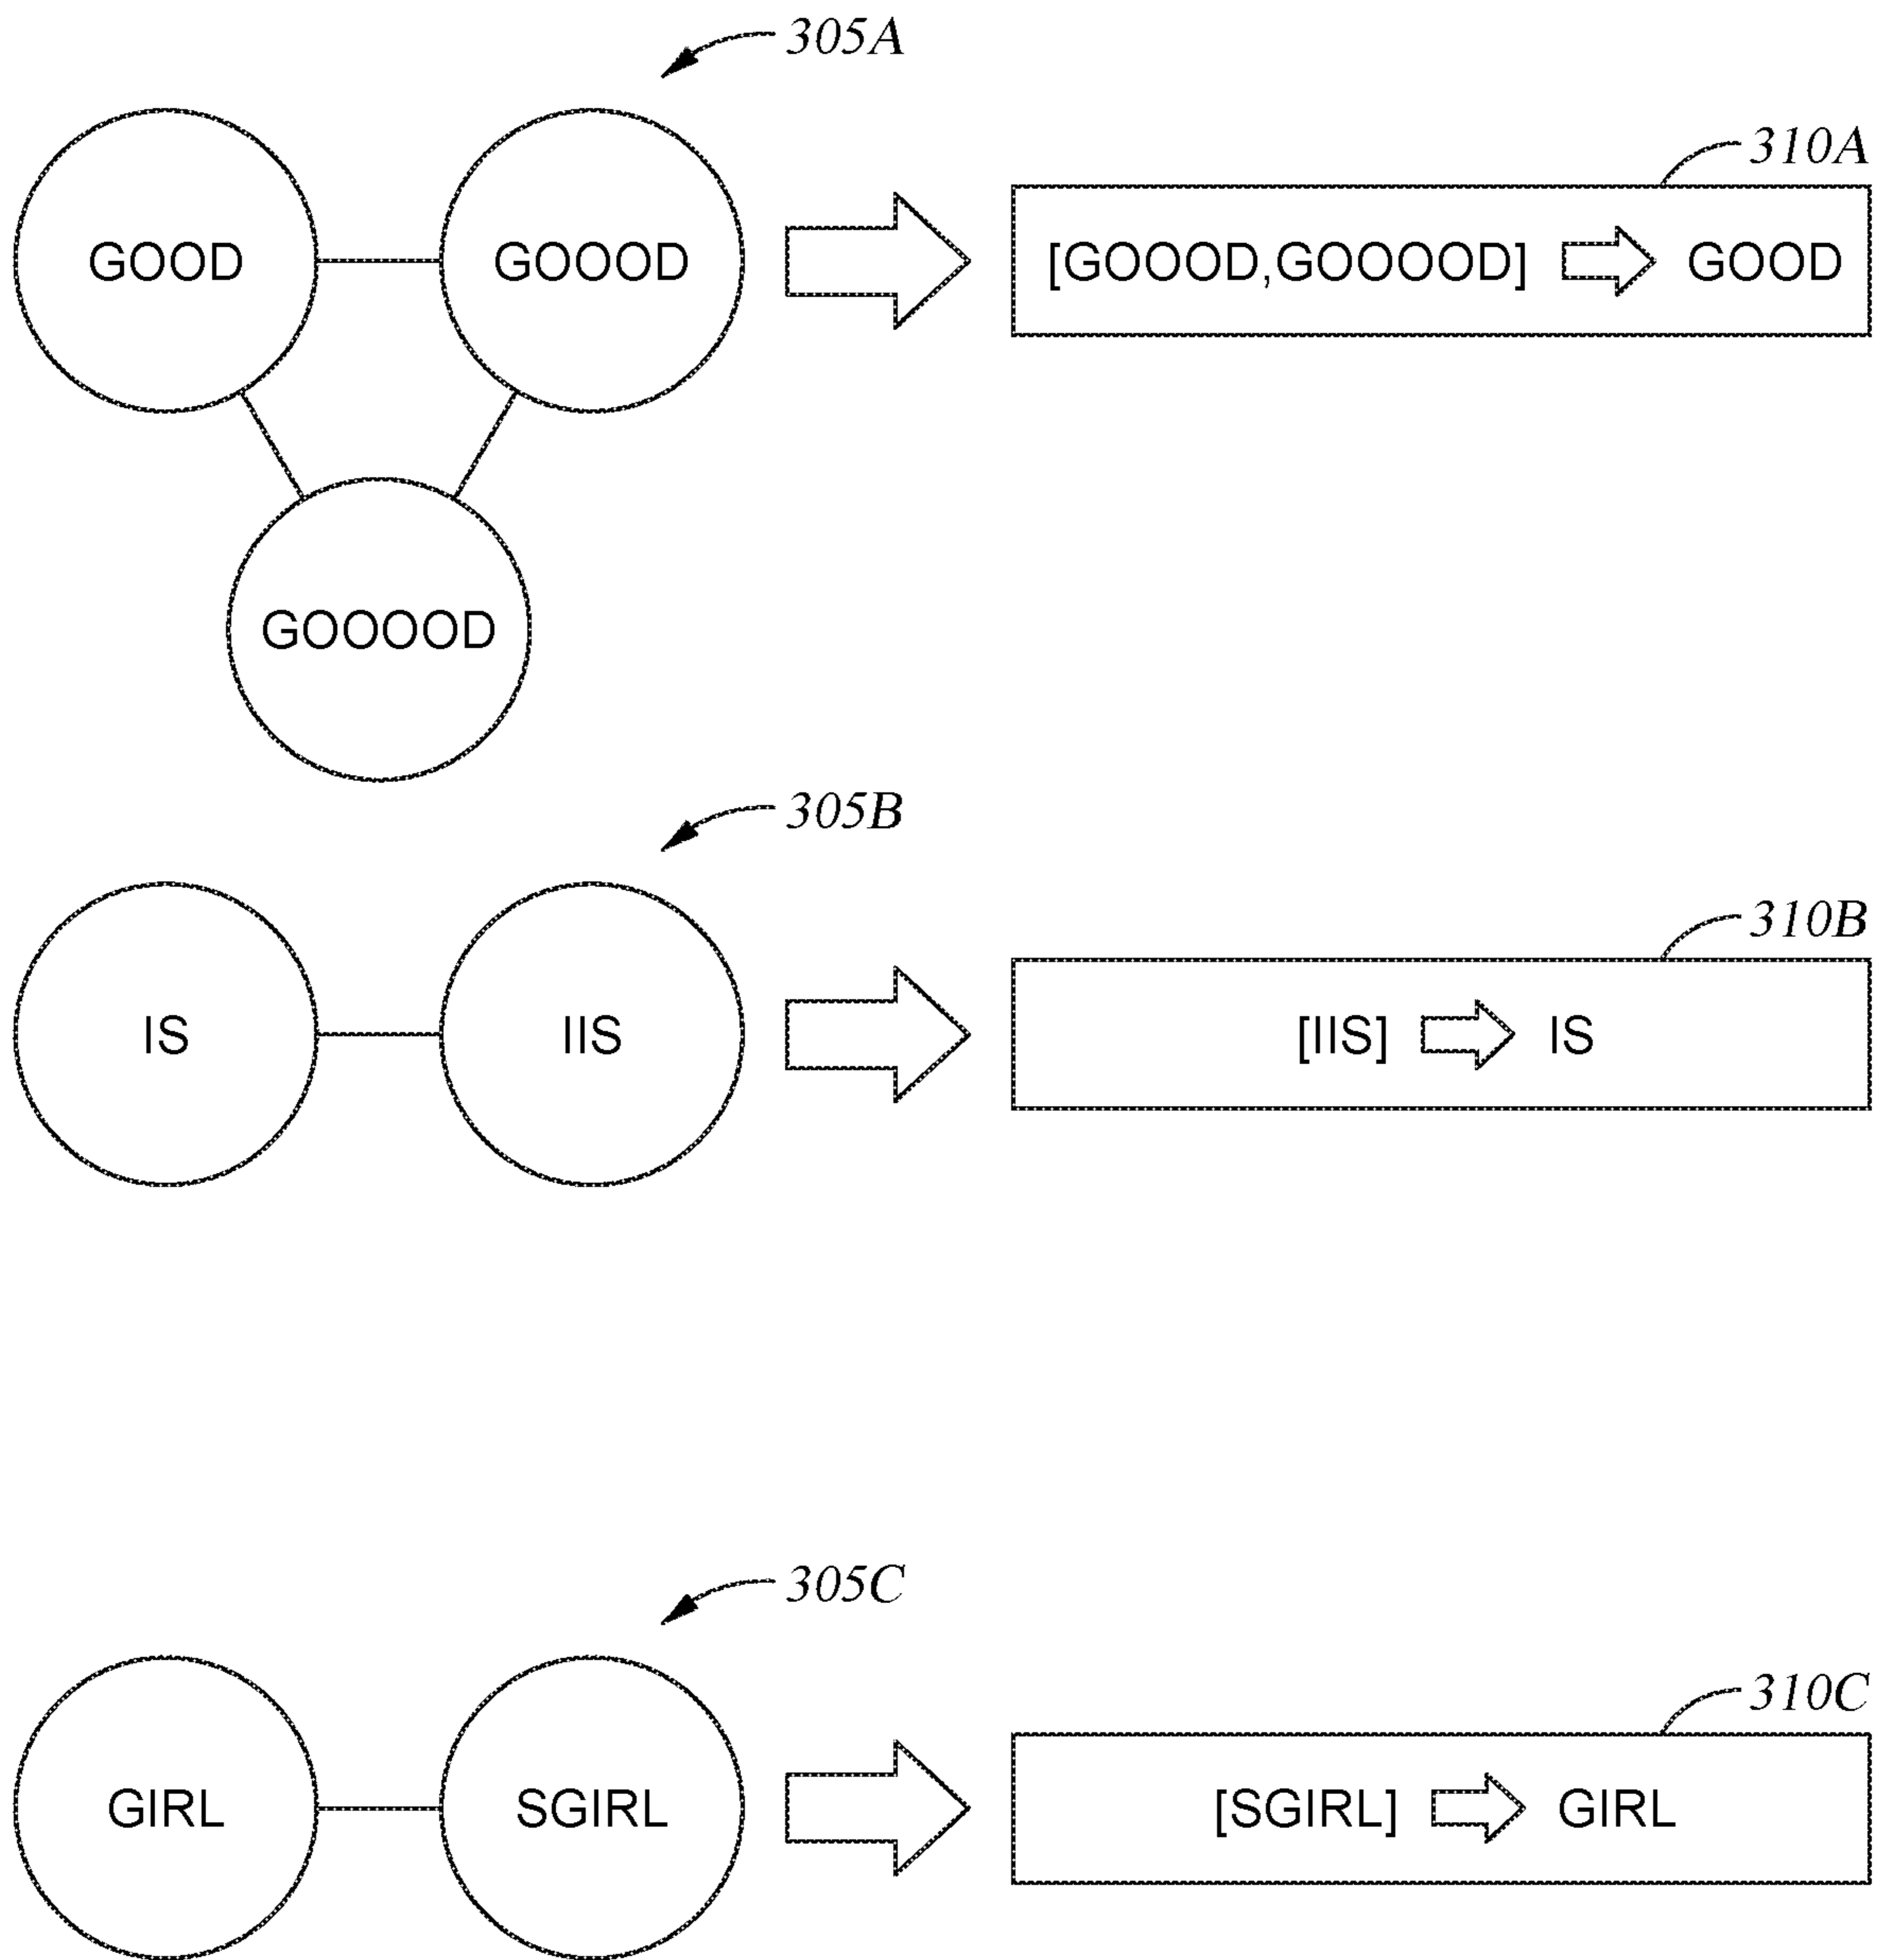 305A
310A
GOOD GOOOD [GOOOD,GOOOOD] GOOD
GOOOOD
305B
310B
IS IIS [IIS] IS
305C
310C
GIRL SGIRL [SGIRL] GIRL